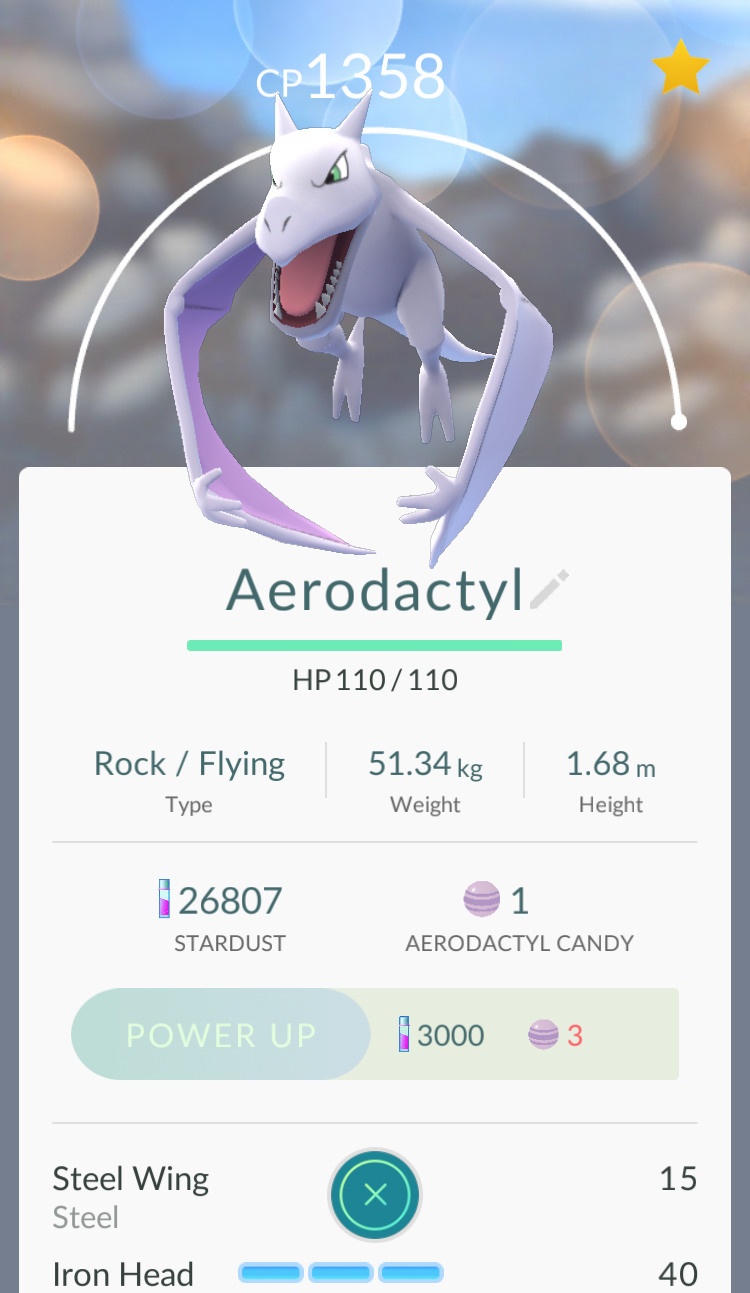 CP1358
Aerodactyl
HP 110 / 110
Rock / Flying
51.34 kg
1.68 m
Type
Weight
Height
26807
1
STARDUST
AERODACTYL CANDY
POWER UP
3000
3
Steel Wing
15
Steel
Iron Head
40